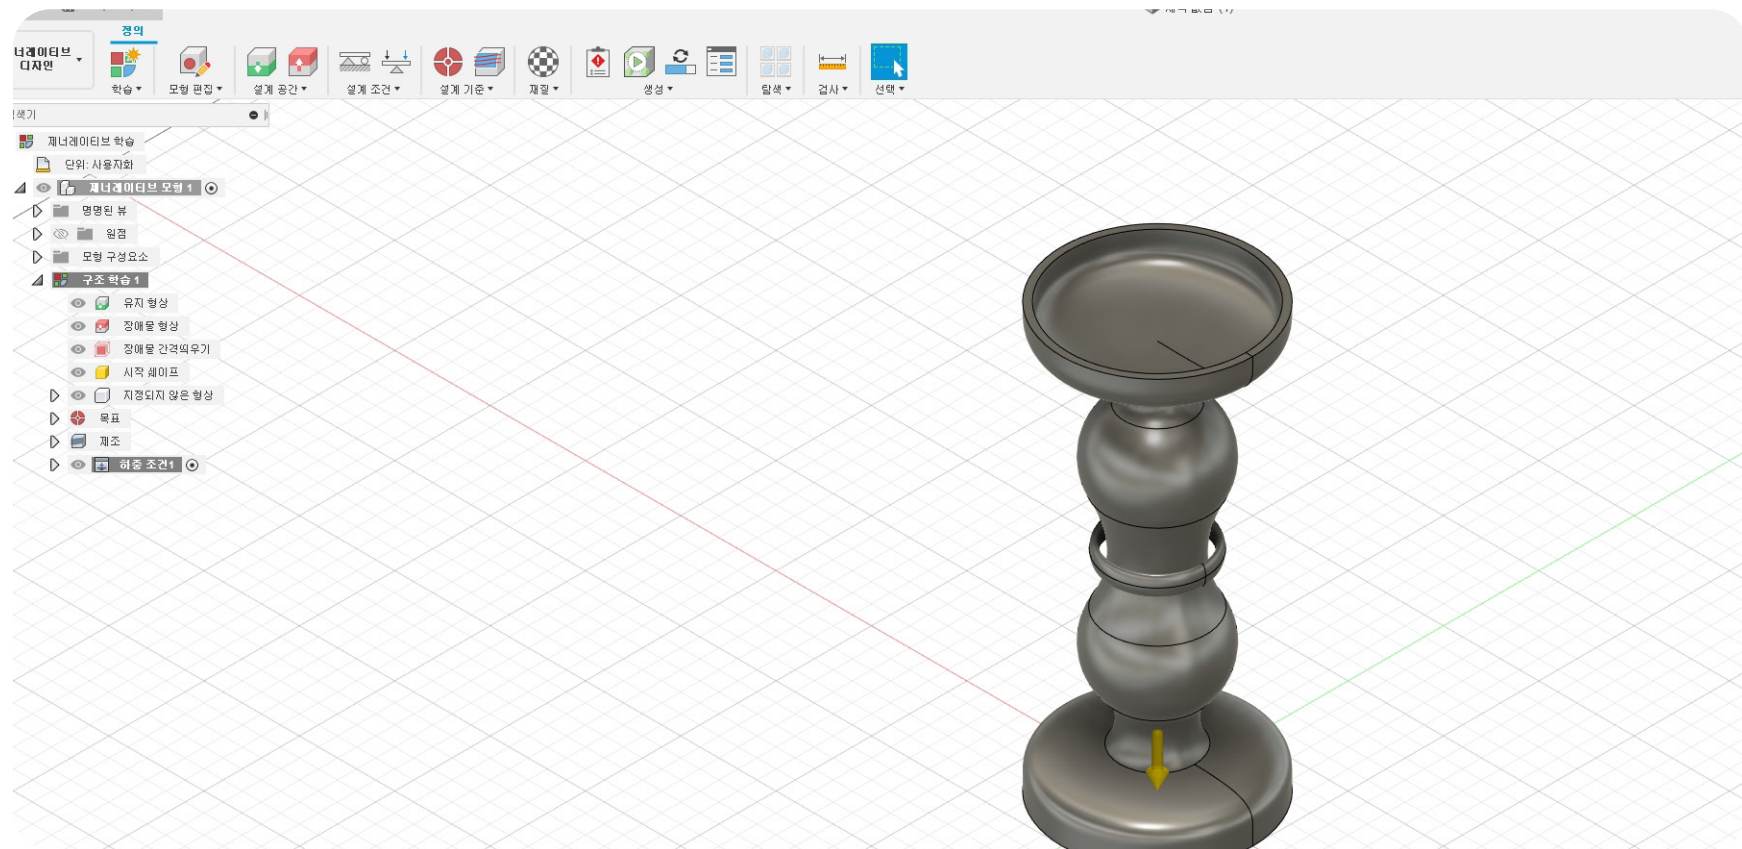 정의
너레이티브
디자인
학습 모형 편집 설계 공간 설계 조건 설계 기준 재질 생성 탐색 검사 선택
색기
제너레이티브 학습
단위: 사용자화
제너레이티브 모형 1
명명된 뷰
원점
모형 구성요소
구조 학습 1
유지 형상
장애물 형상
장애물 간격띄우기
시작 셰이프
지정되지 않은 형상
목표
제조
하중 조건1